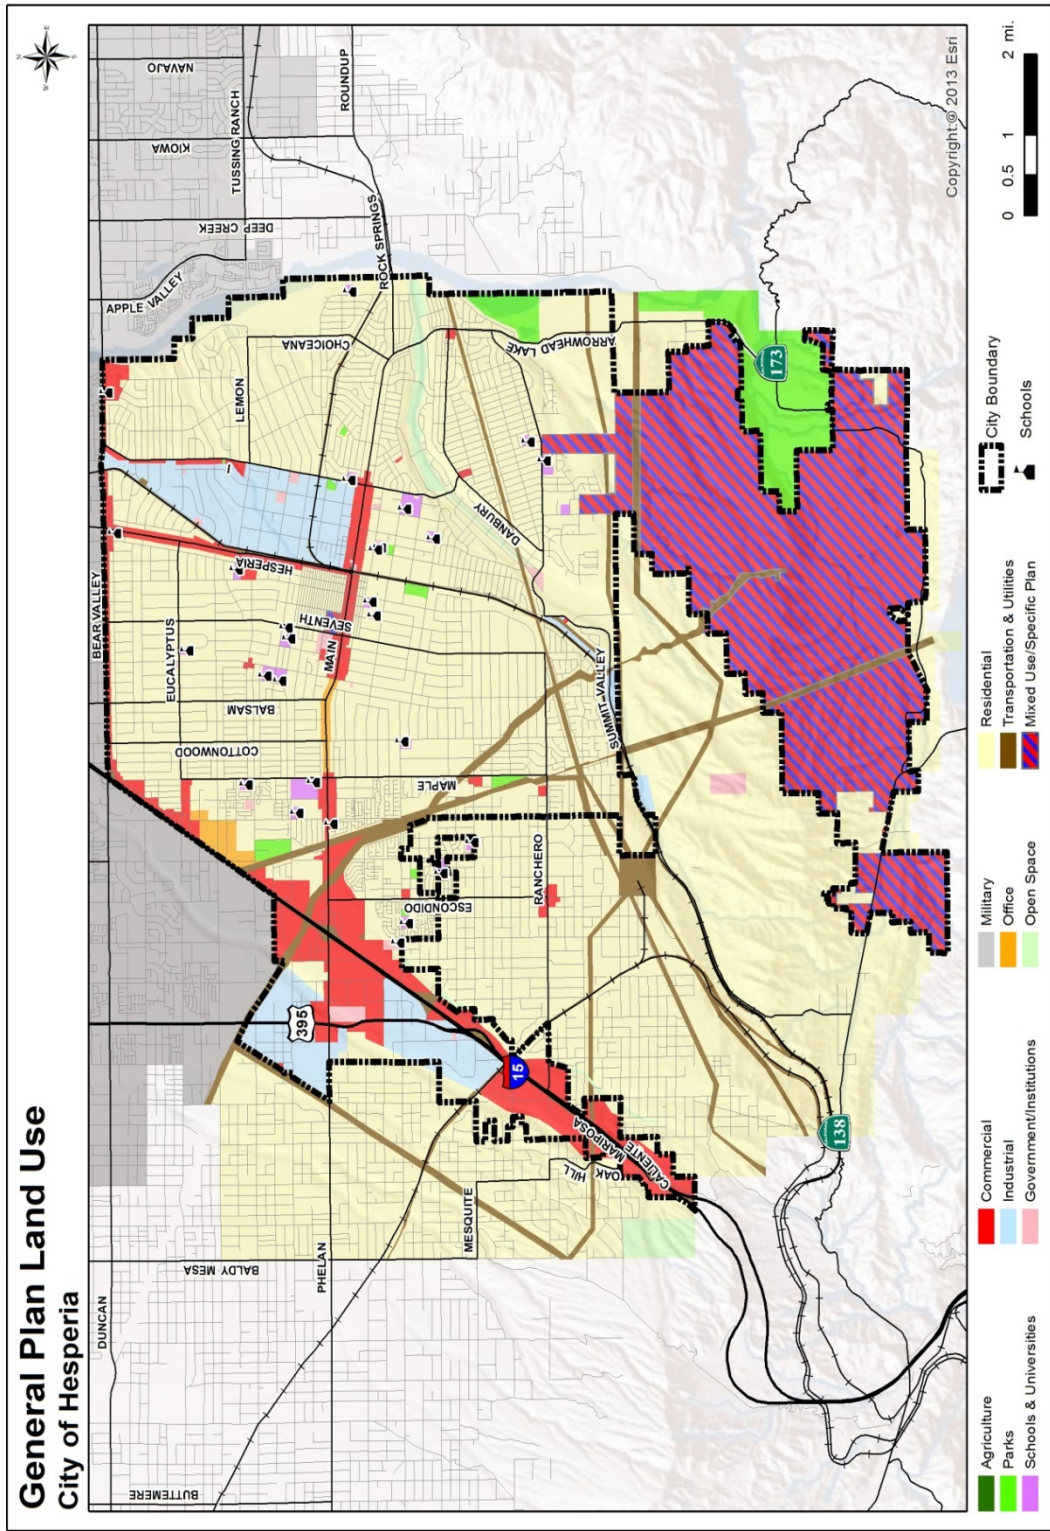 General Plan Land Use
City of Hesperia
N
E
S
W
DUNCAN
BEAR VALLEY
APPLE VALLEY
NAVAJO
TUSSING RANCH
KIOWA
DEEP CREEK
ROUNDUP
ROCK SPRINGS
BUTTEMERE
BALDY MESA
PHELAN
MESQUITE
395
EUCALYPTUS
COTTONWOOD
BALSAM
SEVENTH
HESPERIA
MAIN
I
I
LEMON
CHOICEANA
MAPLE
ESCONDIDO
RANCHERO
DANBURY
ARROWHEAD LAKE
SUMMIT VALLEY
15
MARIPOSA
CALIENTE
OAK HILL
138
173
Copyright:© 2013 Esri
Agriculture
Parks
Schools & Universities
Commercial
Industrial
Government/Institutions
Military
Office
Open Space
Residential
Transportation & Utilities
Mixed Use/Specific Plan
City Boundary
Schools
0 0.5 1 2 mi.